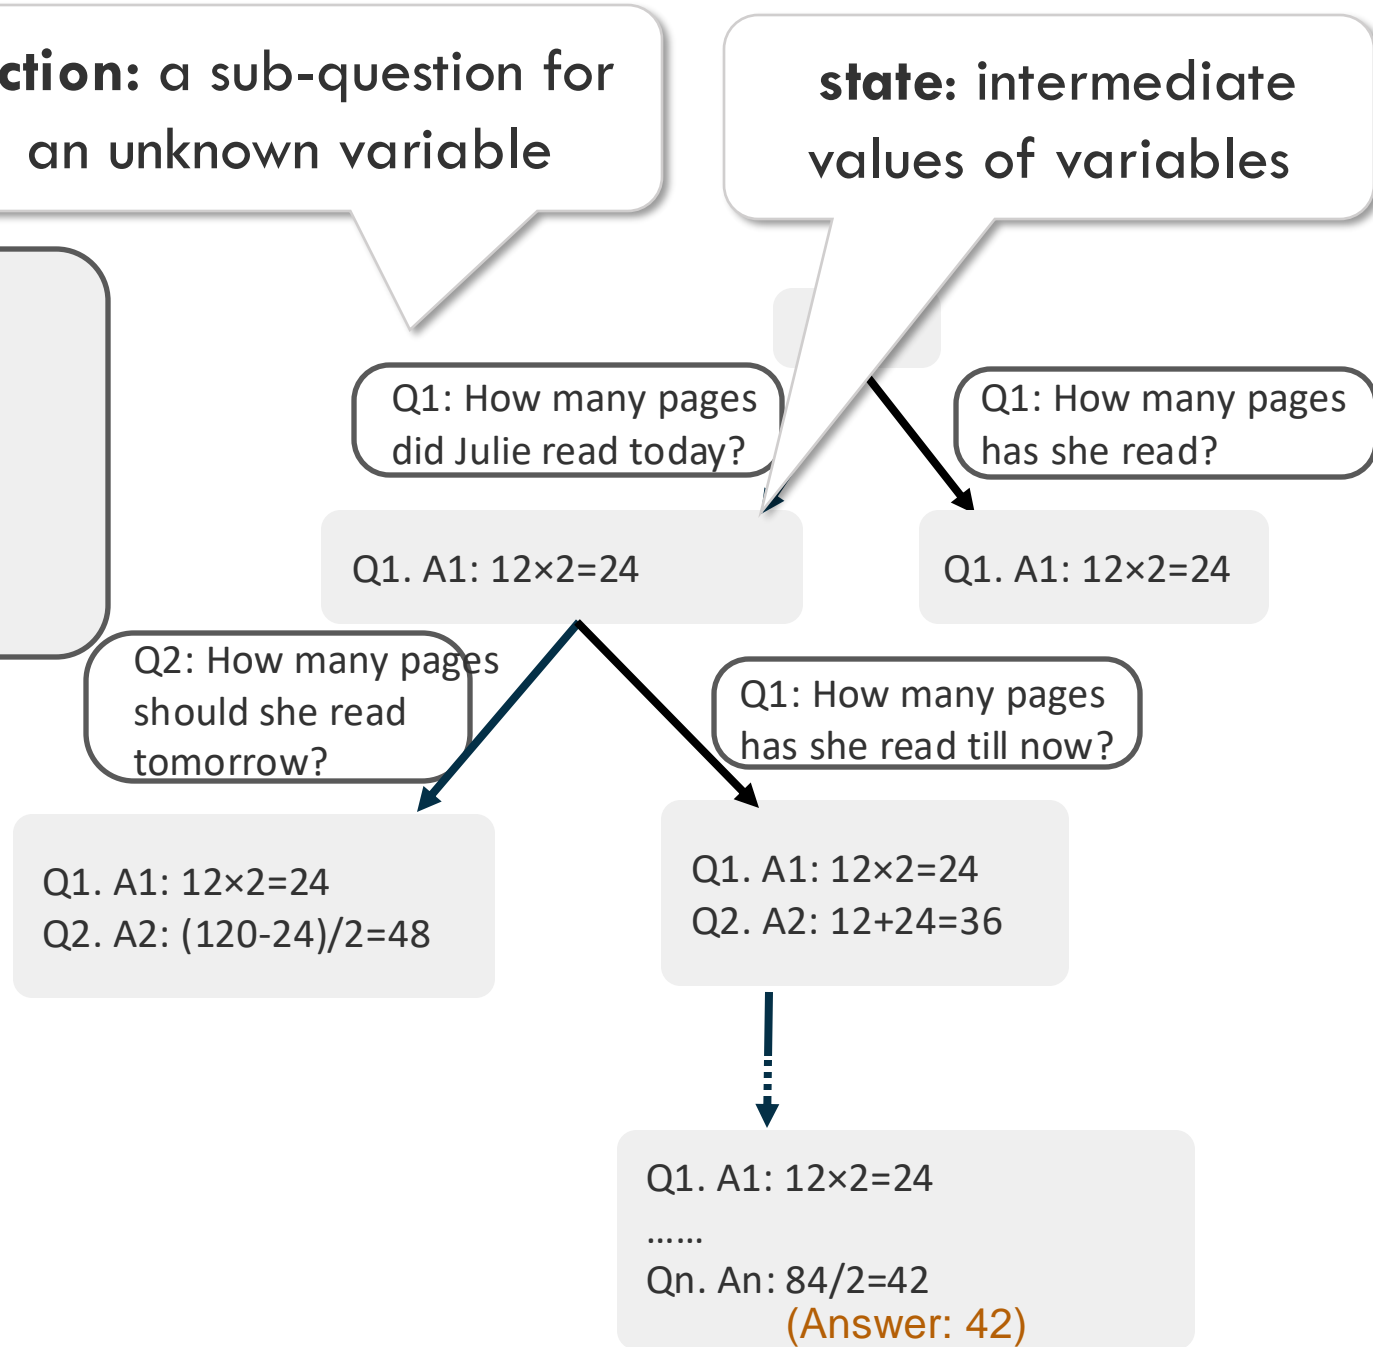 ction: a sub-question for
an unknown variable
state: intermediate
values of variables
Q1: How many pages
did Julie read today?
Q1: How many pages
has she read?
Q1. A1: 12×2=24
Q1. A1: 12×2=24
Q2: How many pages
should she read
tomorrow?
Q1: How many pages
has she read till now?
Q1. A1: 12×2=24
Q2. A2: (120-24)/2=48
Q1. A1: 12×2=24
Q2. A2: 12+24=36
Q1. A1: 12×2=24
……
Qn. An: 84/2=42
(Answer: 42)